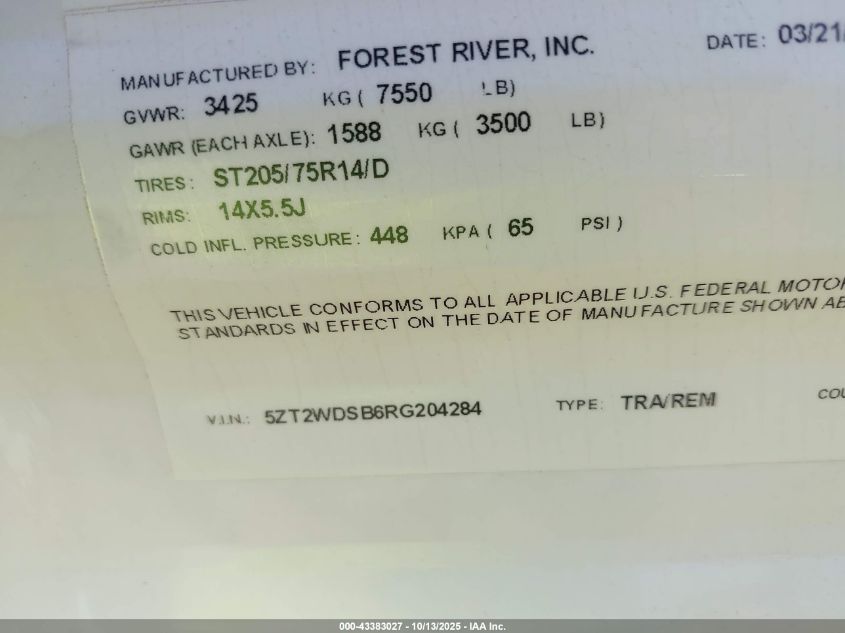 MANUFACTURED BY: FOREST RIVER, INC. DATE: 03/21/
GVWR: 3425 KG ( 7550 LB)
GAWR (EACH AXLE): 1588 KG ( 3500 LB)
TIRES: ST205/75R14/D
RIMS: 14X5.5J
COLD INFL. PRESSURE: 448 KPA ( 65 PSI )
THIS VEHICLE CONFORMS TO ALL APPLICABLE U.S. FEDERAL MOTOR
STANDARDS IN EFFECT ON THE DATE OF MANUFACTURE SHOWN AB
V.I.N.: 5ZT2WDSB6RG204284 TYPE: TRA/REM COU
000-43383027 - 10/13/2025 - IAA Inc.